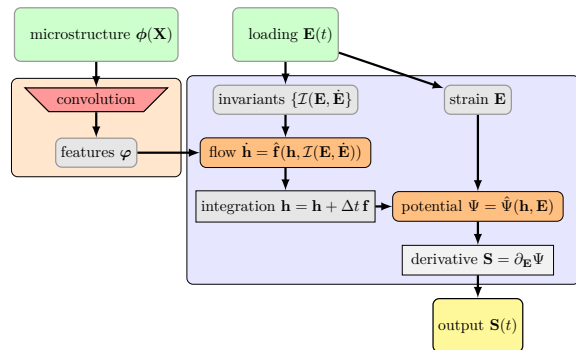 microstructure ϕ(X)
loading E(t)
convolution
invariants {ℐ(E, Ė}
strain E
features φ
flow ḣ = f̂(h, ℐ(E, Ė))
integration h = h + Δt f
potential Ψ = Ψ̂(h, E)
derivative S = ∂_E Ψ
output S(t)